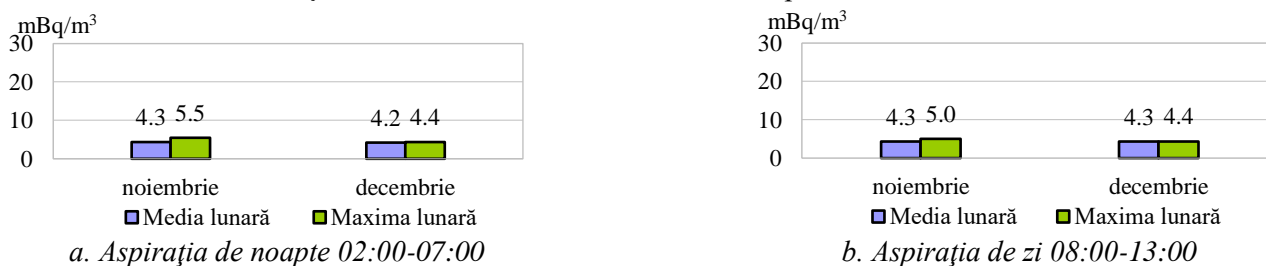 mBq/m³
30
20
10
0
4.3 5.5
4.2 4.4
noiembrie decembrie
Media lunară Maxima lunară
a. Aspiraţia de noapte 02:00-07:00
mBq/m³
30
20
10
0
4.3 5.0
4.3 4.4
noiembrie decembrie
Media lunară Maxima lunară
b. Aspiraţia de zi 08:00-13:00